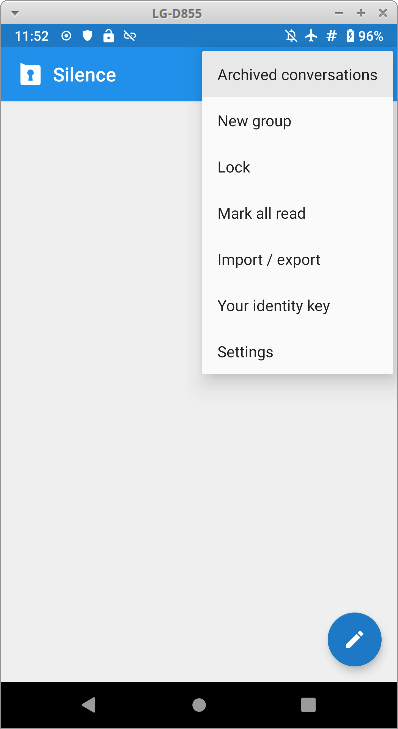 LG-D855
11:52
96%
Silence
Archived conversations
New group
Lock
Mark all read
Import / export
Your identity key
Settings